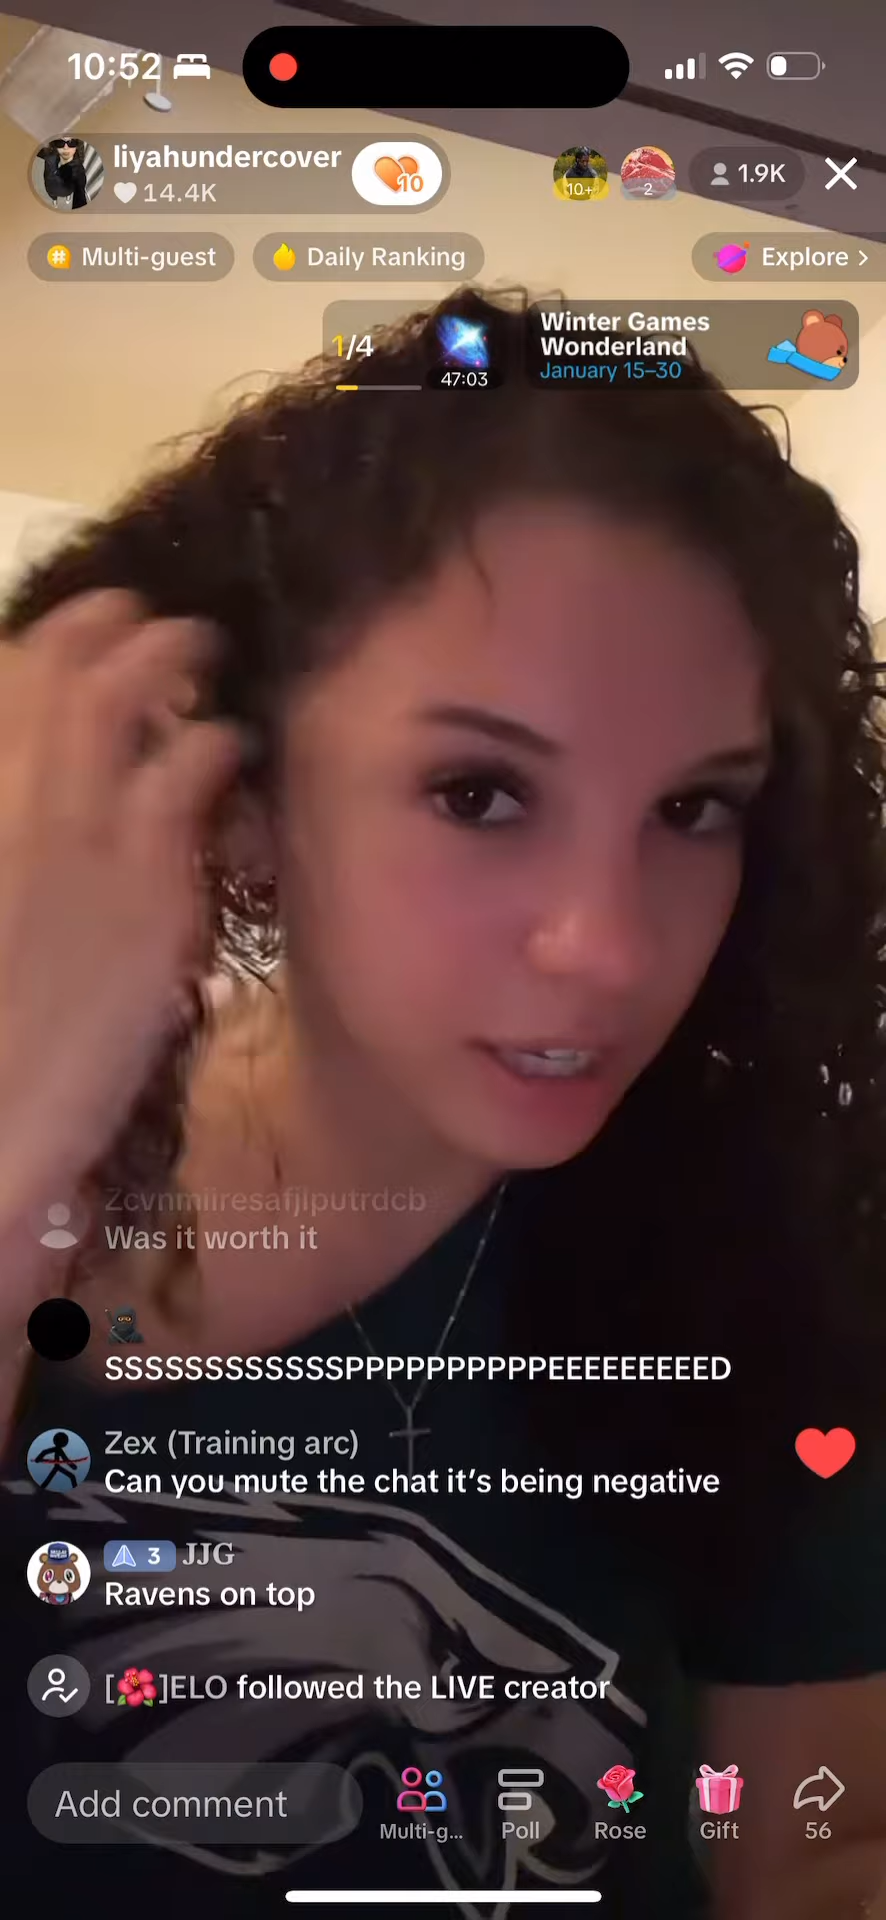 10:52
liyahundercover
14.4K
10
10+
2
1.9K
Multi-guest
Daily Ranking
Explore >
1/4
47:03
Winter Games
Wonderland
January 15–30
Zcvnmiiresafjlputrdcb
Was it worth it
SSSSSSSSSSSSPPPPPPPPPPEEEEEEEEED
Zex (Training arc)
Can you mute the chat it’s being negative
3 JJG
Ravens on top
[🌺]ELO followed the LIVE creator
Add comment
Multi-g...
Poll
Rose
Gift
56